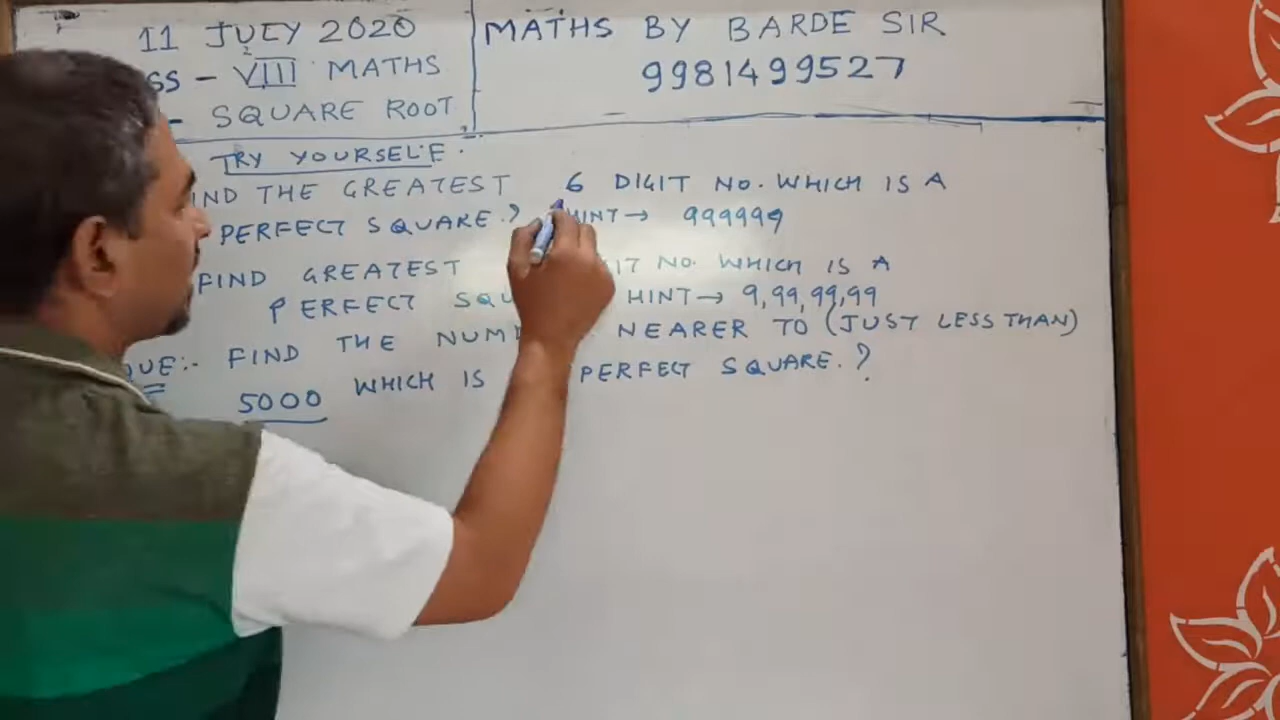 11 JULY 2020
MATHS BY BARDE SIR
SS - VIII MATHS
9981499527
- SQUARE ROOT
TRY YOURSELF.
IND THE GREATEST 6 DIGIT NO. WHICH IS A
PERFECT SQUARE.? HINT→ 999999
FIND GREATEST IT NO. WHICH IS A
PERFECT SQU HINT→ 9,99,99,99
QUE:- FIND THE NUM NEARER TO (JUST LESS THAN)
5000 WHICH IS PERFECT SQUARE.?